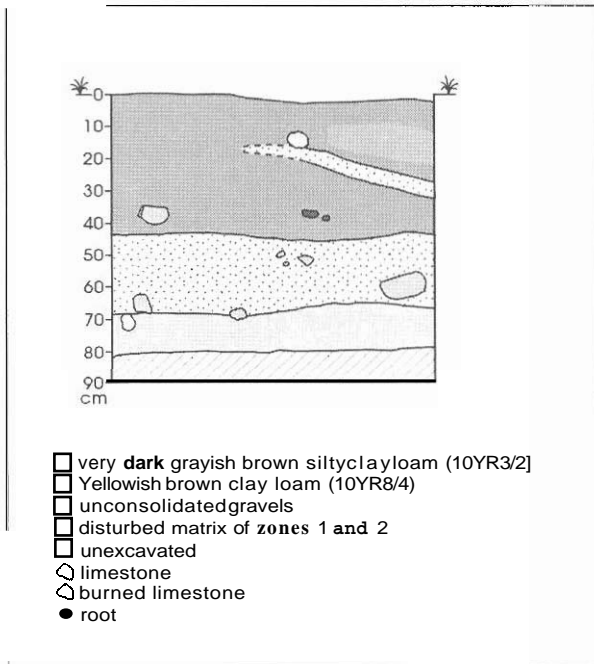 0
10
20
30
40
50
60
70
80
90
cm
very dark grayish brown siltyclayloam (10YR3/2]
Yellowish brown clay loam (10YR8/4)
unconsolidatedgravels
disturbed matrix of zones 1 and 2
unexcavated
limestone
burned limestone
root